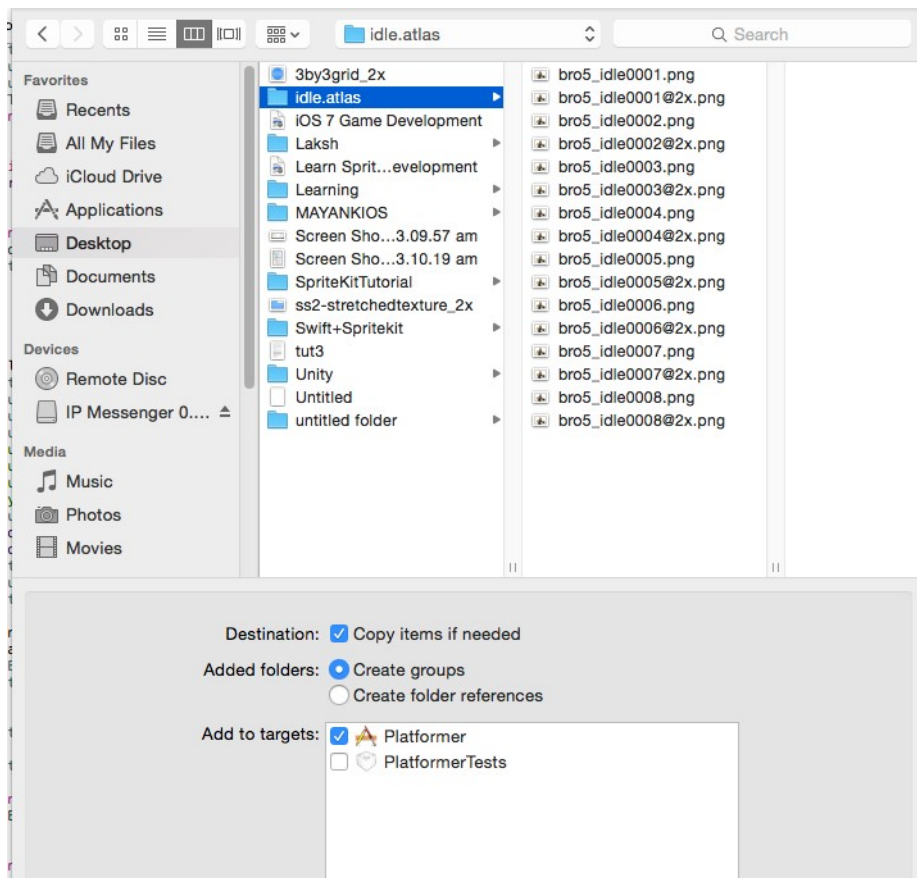 idle.atlas
Search
Favorites
Recents
All My Files
iCloud Drive
Applications
Desktop
Documents
Downloads
Devices
Remote Disc
IP Messenger 0....
Media
Music
Photos
Movies
3by3grid_2x
idle.atlas
iOS 7 Game Development
Laksh
Learn Sprit...evelopment
Learning
MAYANKIOS
Screen Sho...3.09.57 am
Screen Sho...3.10.19 am
SpriteKitTutorial
ss2-stretchedtexture_2x
Swift+Spritekit
tut3
Unity
Untitled
untitled folder
bro5_idle0001.png
bro5_idle0001@2x.png
bro5_idle0002.png
bro5_idle0002@2x.png
bro5_idle0003.png
bro5_idle0003@2x.png
bro5_idle0004.png
bro5_idle0004@2x.png
bro5_idle0005.png
bro5_idle0005@2x.png
bro5_idle0006.png
bro5_idle0006@2x.png
bro5_idle0007.png
bro5_idle0007@2x.png
bro5_idle0008.png
bro5_idle0008@2x.png
Destination: Copy items if needed
Added folders: Create groups
Create folder references
Add to targets: Platformer
PlatformerTests